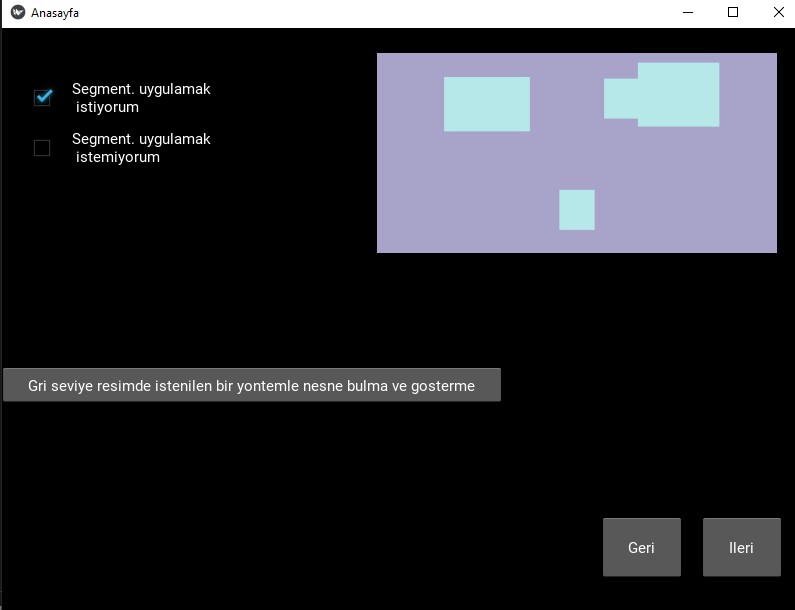 Anasayfa
Segment. uygulamak
istiyorum
Segment. uygulamak
istemiyorum
Gri seviye resimde istenilen bir yontemle nesne bulma ve gosterme
Geri
Ileri